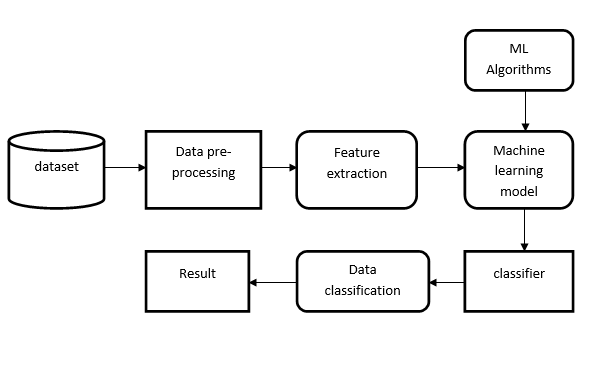 ML
Algorithms
dataset
Data pre-
processing
Feature
extraction
Machine
learning
model
Result
Data
classification
classifier